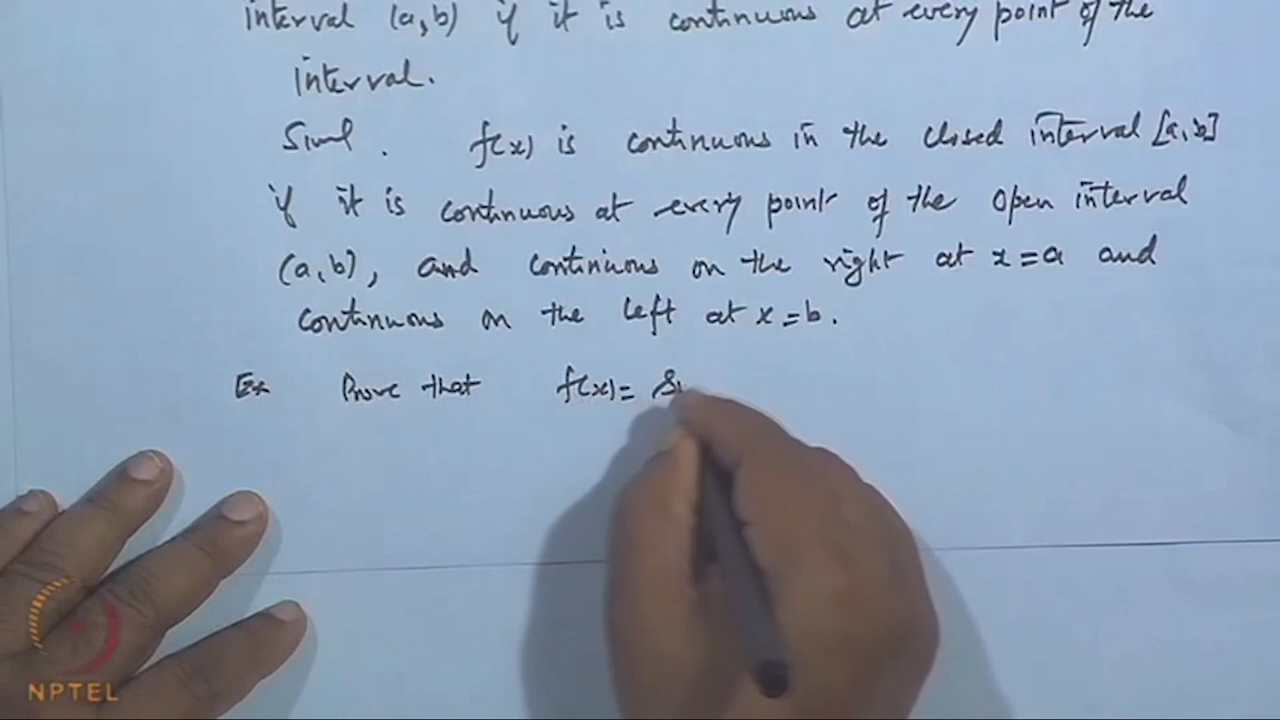 interval (a,b) if it is continuous at every point of the
interval.
Siml. f(x) is continuous in the closed interval [a,b]
if it is continuous at every point of the open interval
(a,b), and continuous on the right at x=a and
continuous on the left at x=b.
Ex Prove that f(x)= Si
NPTEL